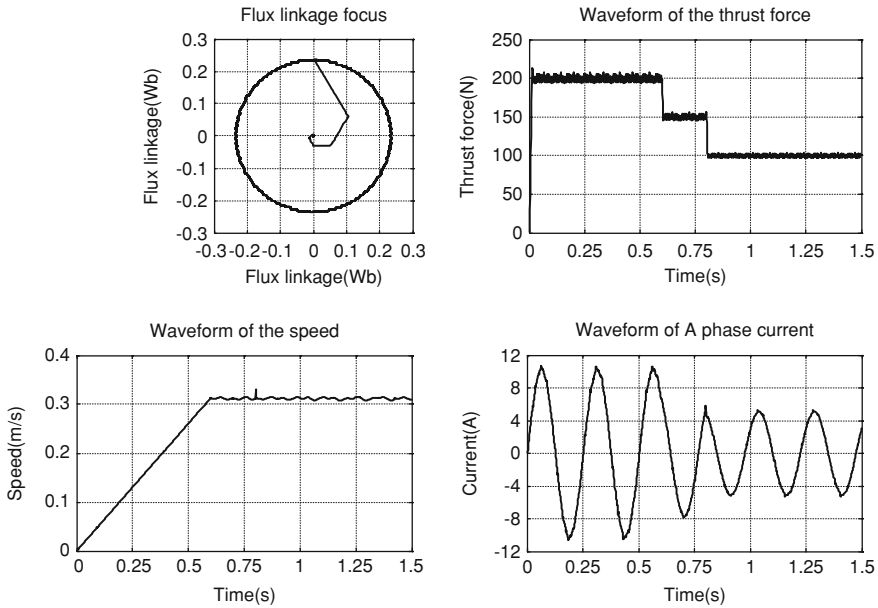 Flux linkage focus
Flux linkage(Wb)
0.3
0.2
0.1
0
-0.1
-0.2
-0.3
-0.3-0.2-0.1 0 0.1 0.2 0.3
Flux linkage(Wb)
Waveform of the thrust force
Thrust force(N)
250
200
150
100
50
0
0 0.25 0.5 0.75 1 1.25 1.5
Time(s)
Waveform of the speed
Speed(m/s)
0.4
0.3
0.2
0.1
0
0 0.25 0.5 0.75 1 1.25 1.5
Time(s)
Waveform of A phase current
Current(A)
12
8
4
0
-4
-8
-12
0 0.25 0.5 0.75 1 1.25 1.5
Time(s)